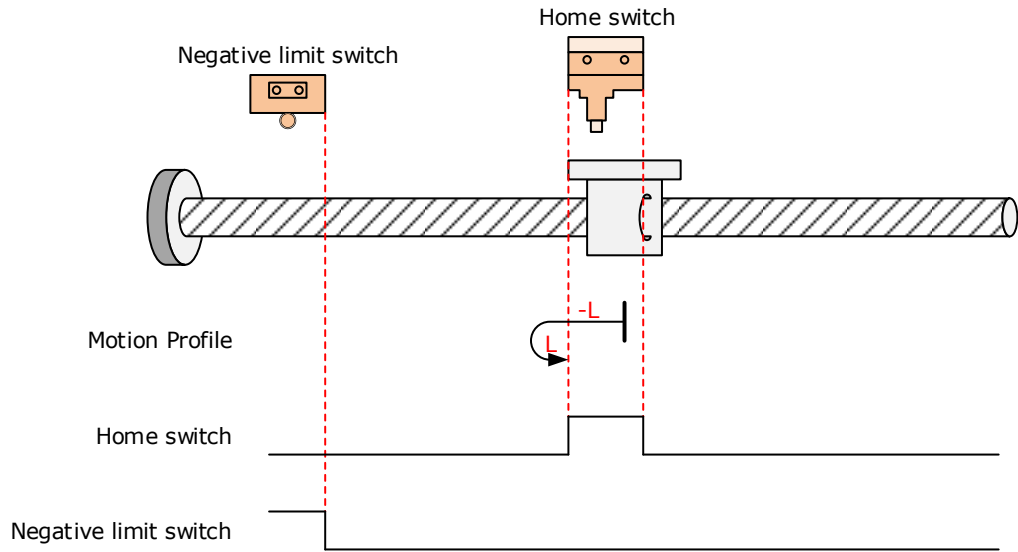 Home switch
Negative limit switch
-L
Motion Profile
L
Home switch
Negative limit switch